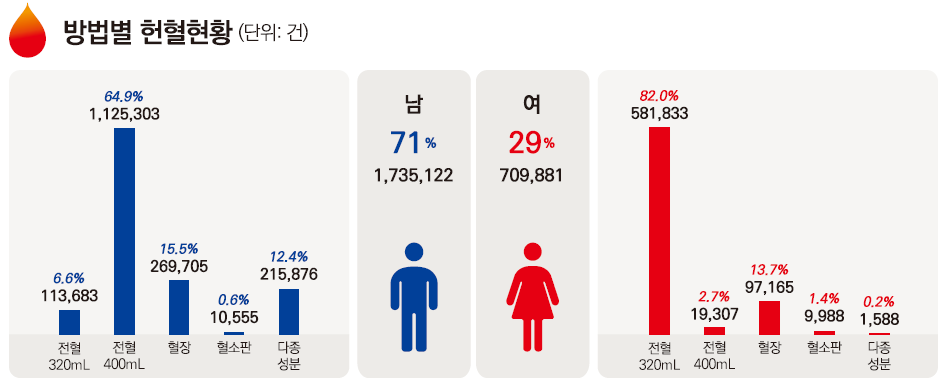 방법별 헌혈현황 (단위: 건)
64.9%
1,125,303
15.5%
269,705
12.4%
215,876
6.6%
113,683
0.6%
10,555
전혈
320mL
전혈
400mL
혈장
혈소판
다종
성분
남
71%
1,735,122
여
29%
709,881
82.0%
581,833
13.7%
97,165
2.7%
19,307
1.4%
9,988
0.2%
1,588
전혈
320mL
전혈
400mL
혈장
혈소판
다종
성분